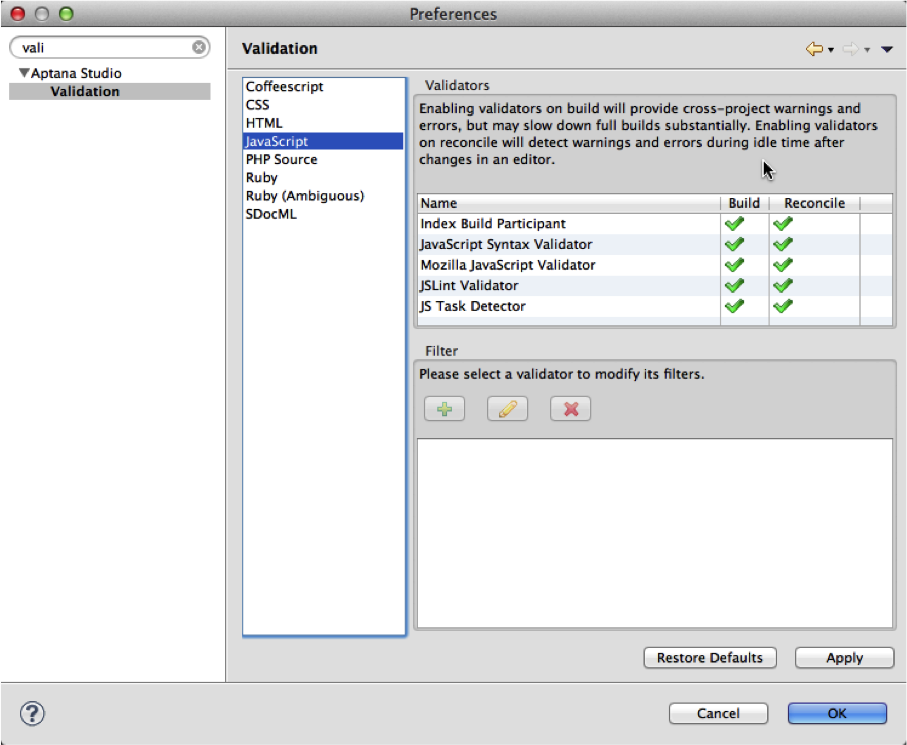 Preferences
vali
Aptana Studio
Validation
Validation
Coffeescript
CSS
HTML
JavaScript
PHP Source
Ruby
Ruby (Ambiguous)
SDocML
Validators
Enabling validators on build will provide cross-project warnings and
errors, but may slow down full builds substantially. Enabling validators
on reconcile will detect warnings and errors during idle time after
changes in an editor.
Name Build Reconcile
Index Build Participant
JavaScript Syntax Validator
Mozilla JavaScript Validator
JSLint Validator
JS Task Detector
Filter
Please select a validator to modify its filters.
Restore Defaults Apply
? Cancel OK